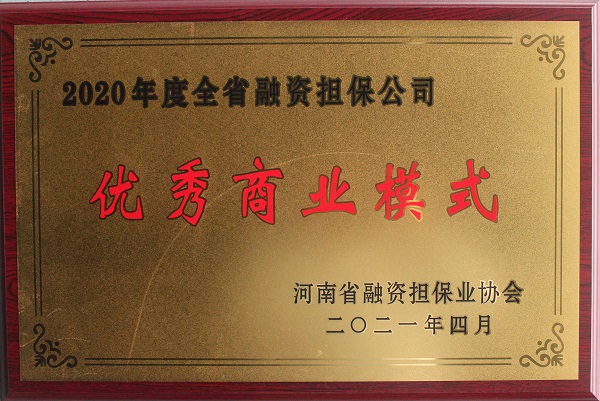 2020年度全省融资担保公司
优秀商业模式
河南省融资担保业协会
二〇二一年四月